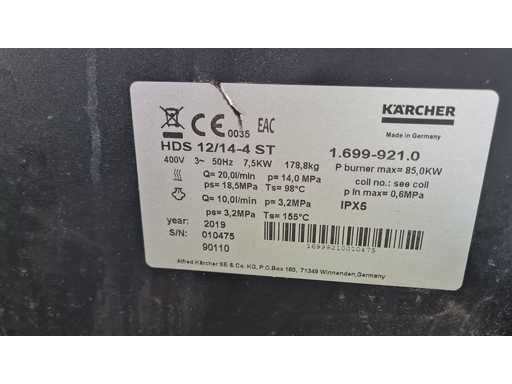 KÄRCHER
CE 0035 EAC
Made in Germany
HDS 12/14-4 ST 1.699-921.0
400V 3~ 50Hz 7,5KW 178,8kg P burner max= 85,0KW
Q= 20,0l/min p= 14,0 MPa coil no.: see coil
ps= 18,5MPa Ts= 98°C p in max= 0,6MPa
Q= 10,0l/min p= 3,2MPa IPX5
ps= 3,2MPa Ts= 155°C
year: 2019
S/N: 010475
90110
16999210010475
Alfred Kärcher SE & Co. KG, P.O.Box 160, 71349 Winnenden,Germany